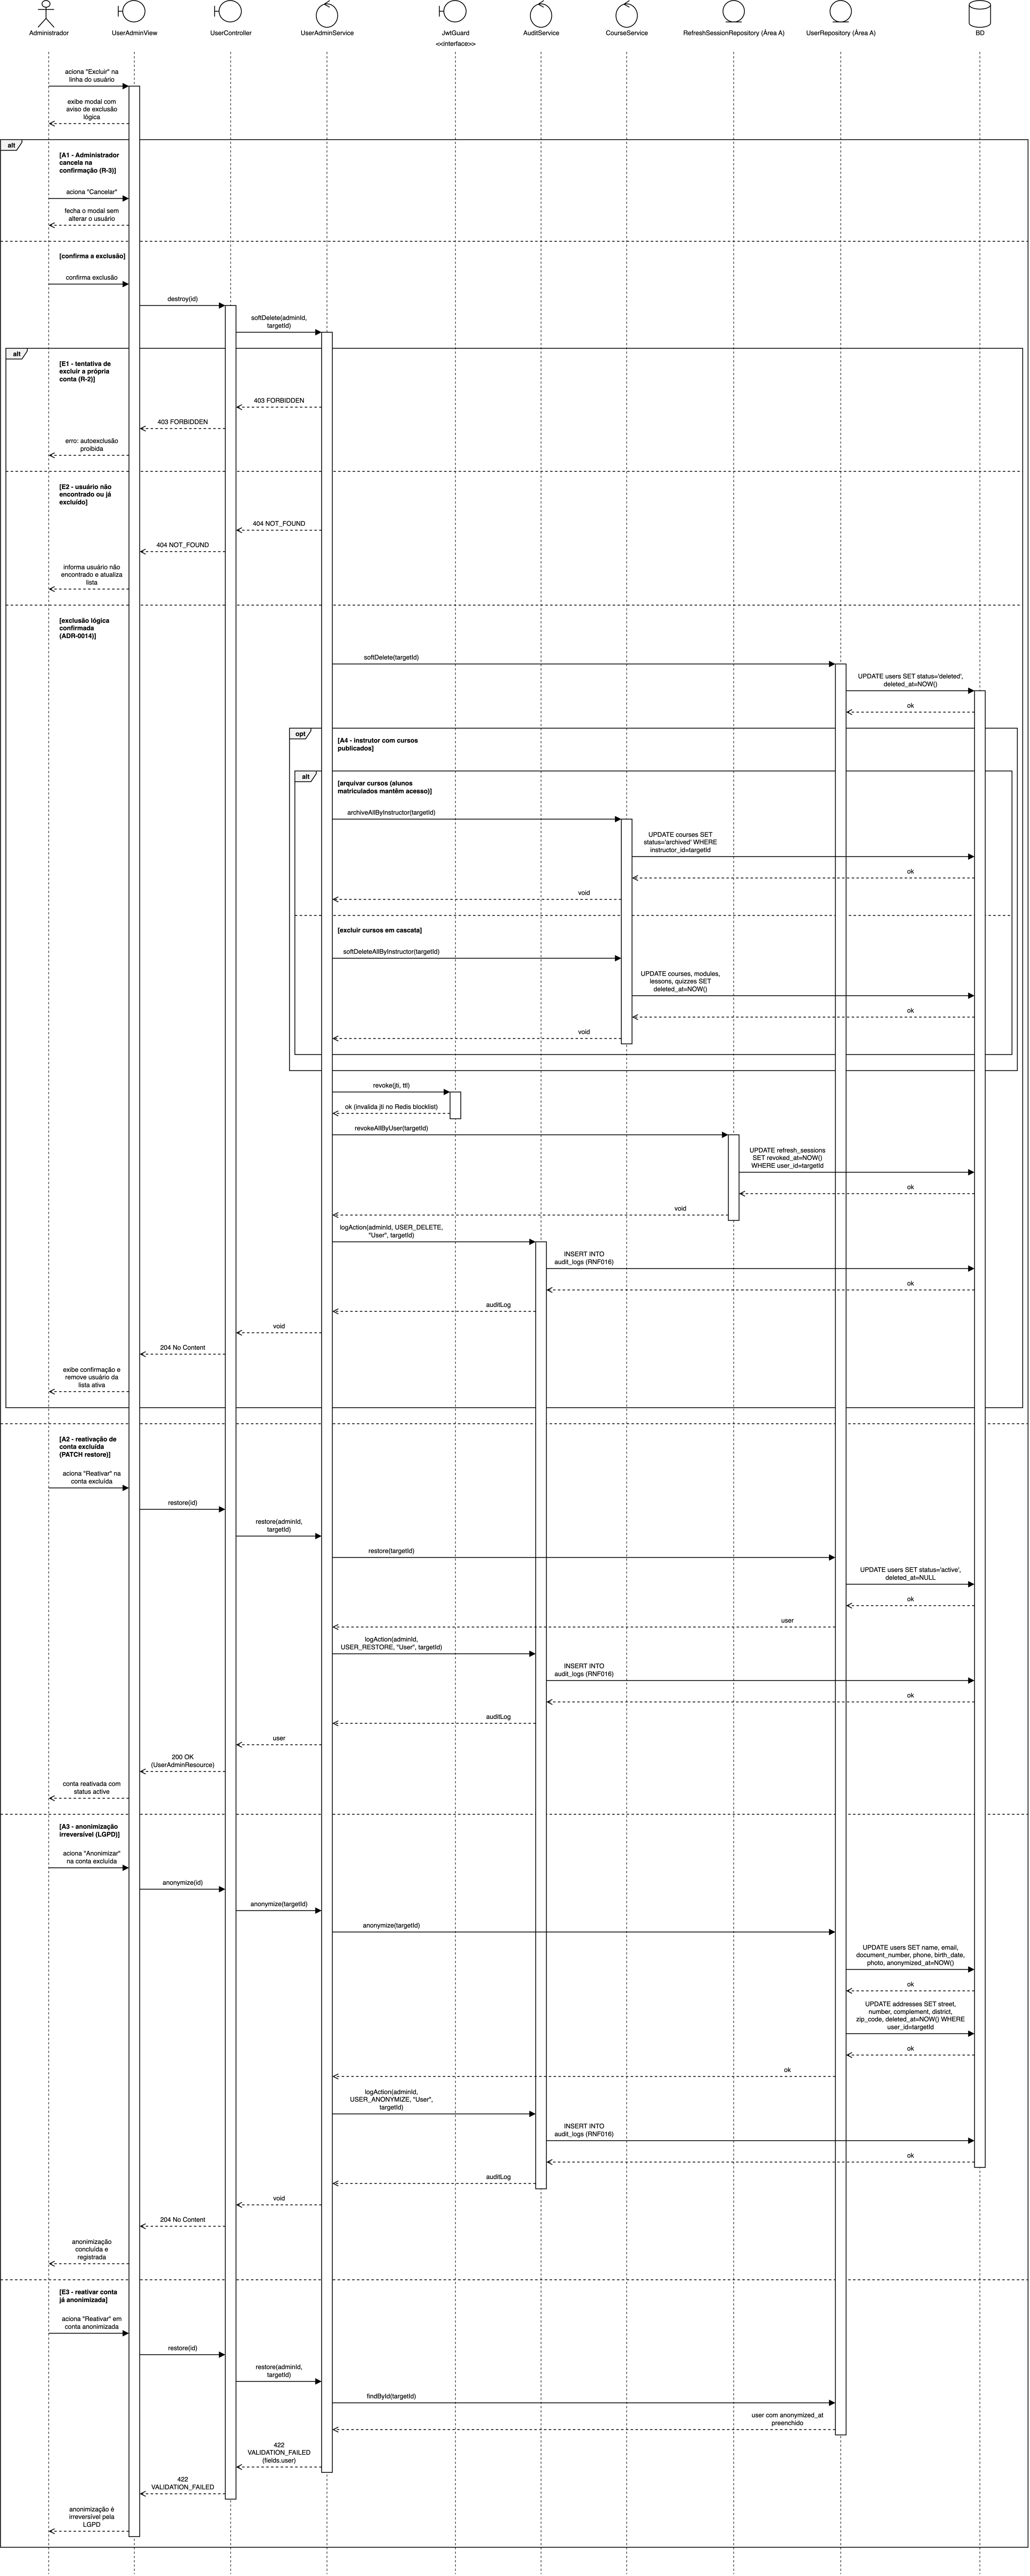 Administrador
UserAdminView
UserController
UserAdminService
JwtGuard
<<interface>>
AuditService
CourseService
RefreshSessionRepository (Área A)
UserRepository (Área A)
BD
aciona "Excluir" na
linha do usuário
exibe modal com
aviso de exclusão
lógica
alt
[A1 - Administrador
cancela na
confirmação (R-3)]
aciona "Cancelar"
fecha o modal sem
alterar o usuário
[confirma a exclusão]
confirma exclusão
destroy(id)
softDelete(adminId,
targetId)
alt
[E1 - tentativa de
excluir a própria
conta (R-2)]
403 FORBIDDEN
403 FORBIDDEN
erro: autoexclusão
proibida
[E2 - usuário não
encontrado ou já
excluído]
404 NOT_FOUND
404 NOT_FOUND
informa usuário não
encontrado e atualiza
lista
[exclusão lógica
confirmada
(ADR-0014)]
softDelete(targetId)
UPDATE users SET status='deleted',
deleted_at=NOW()
ok
opt
[A4 - instrutor com cursos
publicados]
alt
[arquivar cursos (alunos
matriculados mantêm acesso)]
archiveAllByInstructor(targetId)
UPDATE courses SET
status='archived' WHERE
instructor_id=targetId
ok
void
[excluir cursos em cascata]
softDeleteAllByInstructor(targetId)
UPDATE courses, modules,
lessons, quizzes SET
deleted_at=NOW()
ok
void
revoke(jti, ttl)
ok (invalida jti no Redis blocklist)
revokeAllByUser(targetId)
UPDATE refresh_sessions
SET revoked_at=NOW()
WHERE user_id=targetId
ok
void
logAction(adminId, USER_DELETE,
"User", targetId)
INSERT INTO
audit_logs (RNF016)
ok
auditLog
void
204 No Content
exibe confirmação e
remove usuário da
lista ativa
[A2 - reativação de
conta excluída
(PATCH restore)]
aciona "Reativar" na
conta excluída
restore(id)
restore(adminId,
targetId)
restore(targetId)
UPDATE users SET status='active',
deleted_at=NULL
ok
user
logAction(adminId,
USER_RESTORE, "User", targetId)
INSERT INTO
audit_logs (RNF016)
ok
auditLog
user
200 OK
(UserAdminResource)
conta reativada com
status active
[A3 - anonimização
irreversível (LGPD)]
aciona "Anonimizar"
na conta excluída
anonymize(id)
anonymize(targetId)
anonymize(targetId)
UPDATE users SET name, email,
document_number, phone, birth_date,
photo, anonymized_at=NOW()
ok
UPDATE addresses SET street,
number, complement, district,
zip_code, deleted_at=NOW() WHERE
user_id=targetId
ok
ok
logAction(adminId,
USER_ANONYMIZE, "User",
targetId)
INSERT INTO
audit_logs (RNF016)
ok
auditLog
void
204 No Content
anonimização
concluída e
registrada
[E3 - reativar conta
já anonimizada]
aciona "Reativar" em
conta anonimizada
restore(id)
restore(adminId,
targetId)
findById(targetId)
user com anonymized_at
preenchido
422
VALIDATION_FAILED
(fields.user)
422
VALIDATION_FAILED
anonimização é
irreversível pela
LGPD